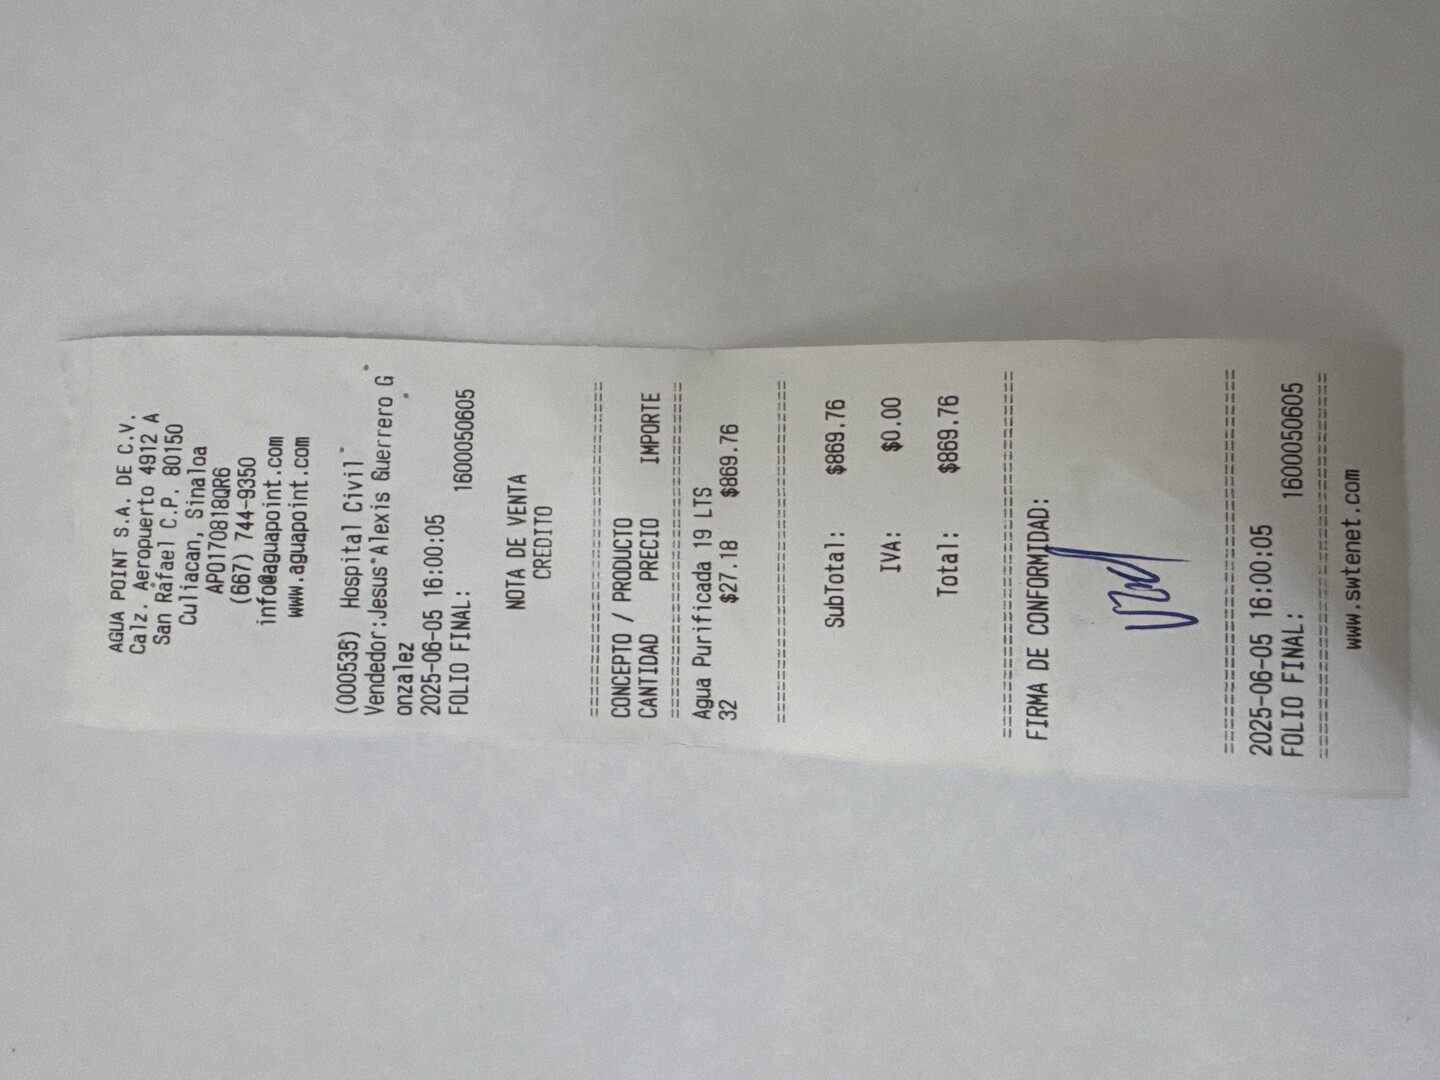 AGUA POINT S.A. DE C.V.
Calz. Aeropuerto 4912 A
San Rafael C.P. 80150
Culiacan, Sinaloa
APO170818QR6
(667) 744-9350
info@aguapoint.com
www.aguapoint.com
(000535) Hospital Civil
Vendedor:Jesus Alexis Guerrero G
onzalez
2025-06-05 16:00:05
FOLIO FINAL: 1600050605
NOTA DE VENTA
CREDITO
================================
CONCEPTO / PRODUCTO
CANTIDAD PRECIO IMPORTE
================================
Agua Purificada 19 LTS
32 $27.18 $869.76
================================
SubTotal: $869.76
IVA: $0.00
Total: $869.76
================================
FIRMA DE CONFORMIDAD:
================================
2025-06-05 16:00:05
FOLIO FINAL: 1600050605
================================
www.swtenet.com